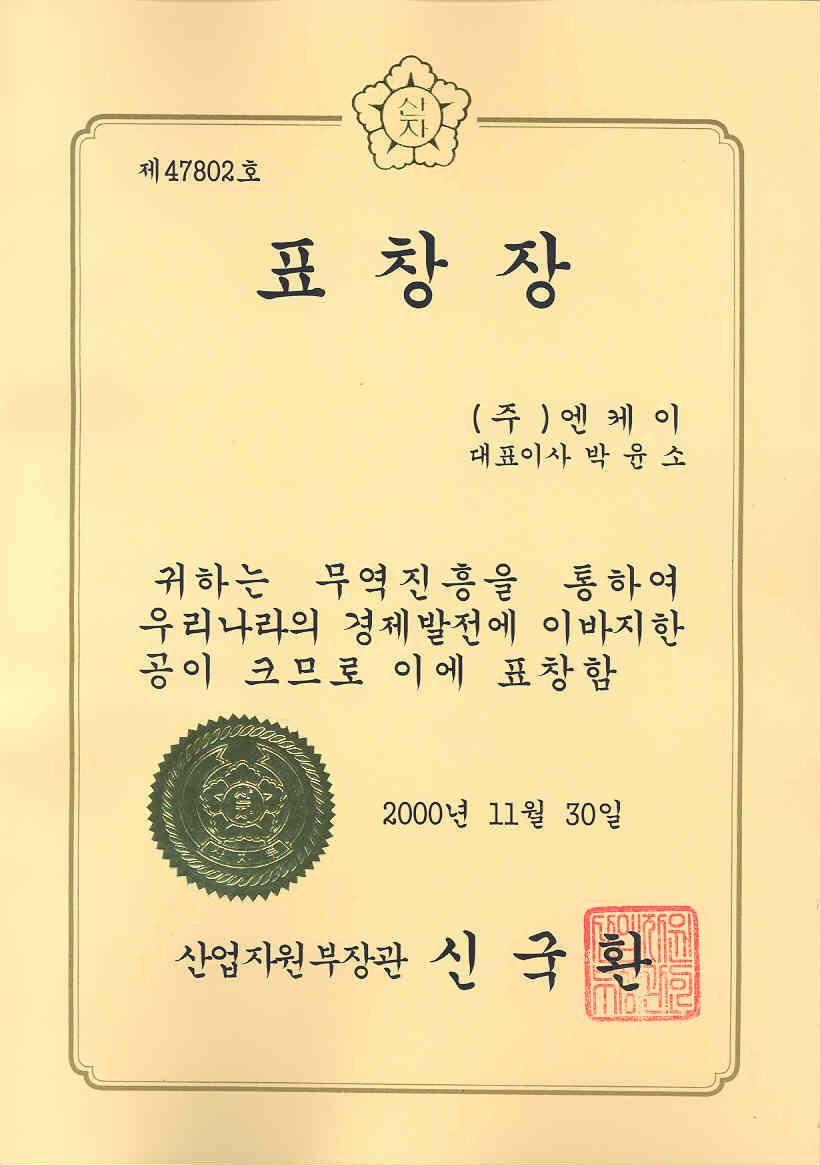 산자
제47802호
표 창 장
(주)엔케이
대표이사 박윤소
귀하는 무역진흥을 통하여
우리나라의 경제발전에 이바지한
공이 크므로 이에 표창함
2000년 11월 30일
산업자원부장관 신국환